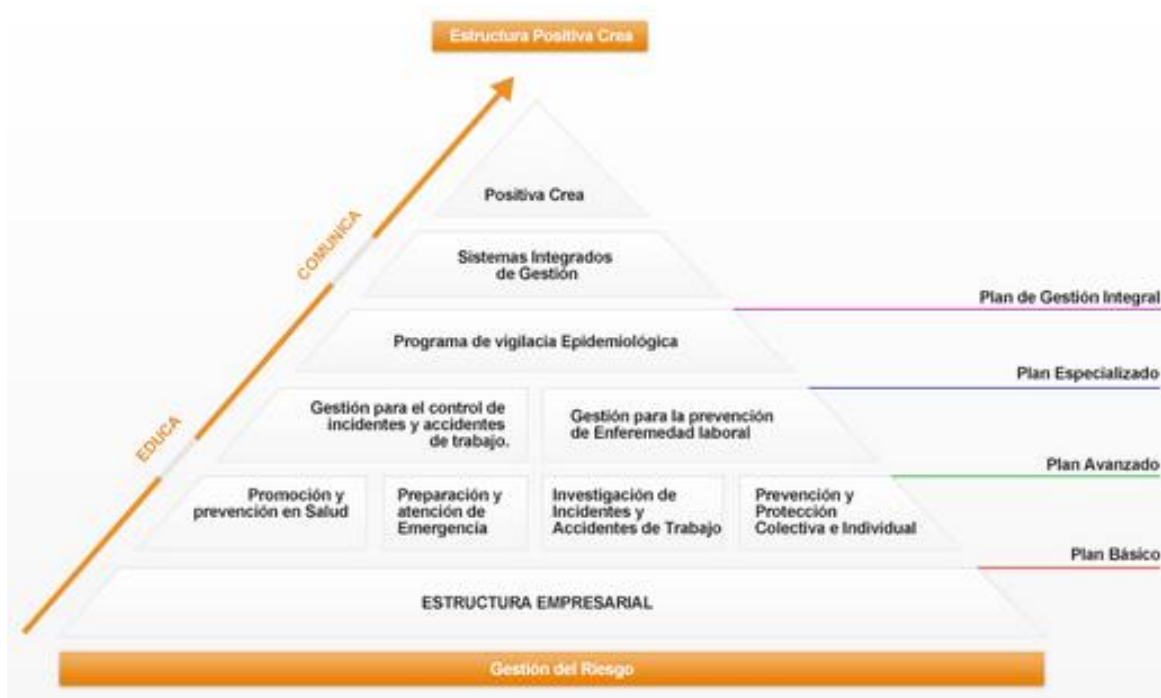 Estructura Positiva Crea
Positiva Crea
COMUNICA
Sistemas Integrados
de Gestión
Plan de Gestión Integral
Programa de vigilacia Epidemiológica
Plan Especializado
EDUCA
Gestión para el control de
incidentes y accidentes
de trabajo.
Gestión para la prevención
de Enferemedad laboral
Plan Avanzado
Promoción y
prevención en Salud
Preparación y
atención de
Emergencia
Investigación de
Incidentes y
Accidentes de Trabajo
Prevención y
Protección
Colectiva e Individual
Plan Básico
ESTRUCTURA EMPRESARIAL
Gestión del Riesgo